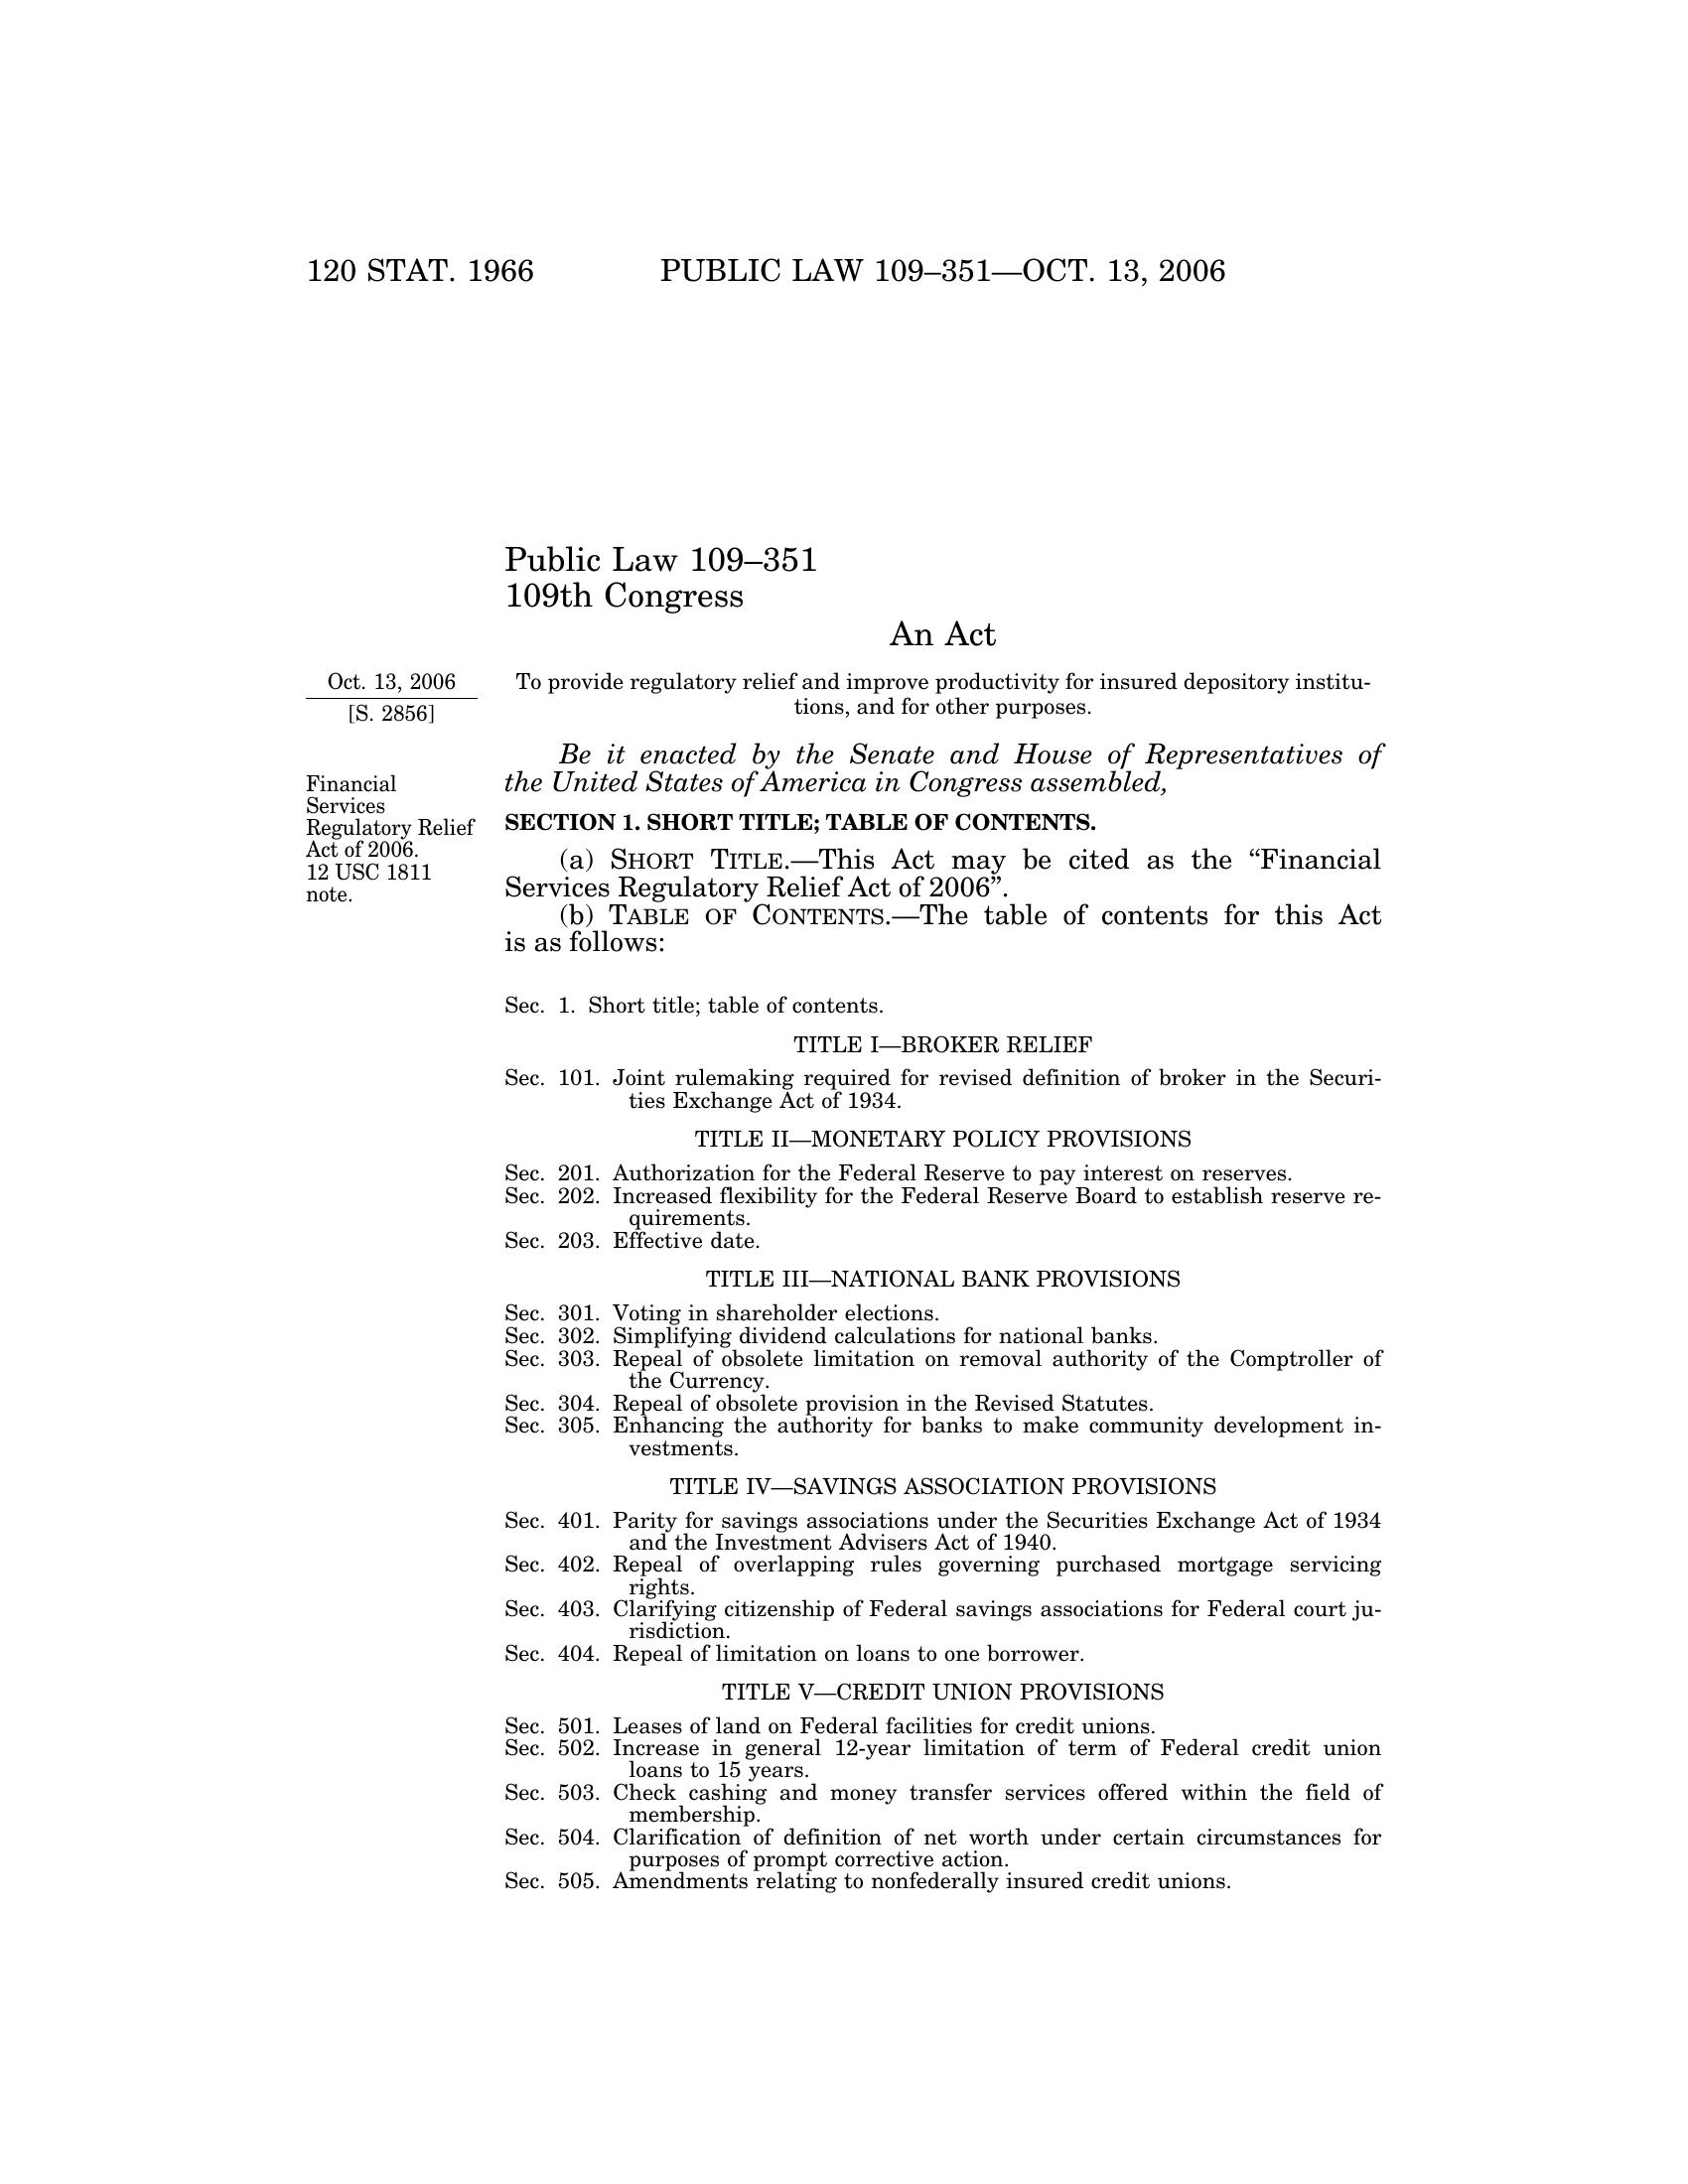 120 STAT. 1966 PUBLIC LAW 109–351—OCT. 13, 2006
Public Law 109–351
109th Congress
An Act
Oct. 13, 2006
[S. 2856]
To provide regulatory relief and improve productivity for insured depository institu-
tions, and for other purposes.
Be it enacted by the Senate and House of Representatives of
the United States of America in Congress assembled,
Financial
Services
Regulatory Relief
Act of 2006.
12 USC 1811
note.
SECTION 1. SHORT TITLE; TABLE OF CONTENTS.
(a) SHORT TITLE.—This Act may be cited as the “Financial
Services Regulatory Relief Act of 2006”.
(b) TABLE OF CONTENTS.—The table of contents for this Act
is as follows:
Sec. 1. Short title; table of contents.
TITLE I—BROKER RELIEF
Sec. 101. Joint rulemaking required for revised definition of broker in the Securi-
ties Exchange Act of 1934.
TITLE II—MONETARY POLICY PROVISIONS
Sec. 201. Authorization for the Federal Reserve to pay interest on reserves.
Sec. 202. Increased flexibility for the Federal Reserve Board to establish reserve re-
quirements.
Sec. 203. Effective date.
TITLE III—NATIONAL BANK PROVISIONS
Sec. 301. Voting in shareholder elections.
Sec. 302. Simplifying dividend calculations for national banks.
Sec. 303. Repeal of obsolete limitation on removal authority of the Comptroller of
the Currency.
Sec. 304. Repeal of obsolete provision in the Revised Statutes.
Sec. 305. Enhancing the authority for banks to make community development in-
vestments.
TITLE IV—SAVINGS ASSOCIATION PROVISIONS
Sec. 401. Parity for savings associations under the Securities Exchange Act of 1934
and the Investment Advisers Act of 1940.
Sec. 402. Repeal of overlapping rules governing purchased mortgage servicing
rights.
Sec. 403. Clarifying citizenship of Federal savings associations for Federal court ju-
risdiction.
Sec. 404. Repeal of limitation on loans to one borrower.
TITLE V—CREDIT UNION PROVISIONS
Sec. 501. Leases of land on Federal facilities for credit unions.
Sec. 502. Increase in general 12-year limitation of term of Federal credit union
loans to 15 years.
Sec. 503. Check cashing and money transfer services offered within the field of
membership.
Sec. 504. Clarification of definition of net worth under certain circumstances for
purposes of prompt corrective action.
Sec. 505. Amendments relating to nonfederally insured credit unions.